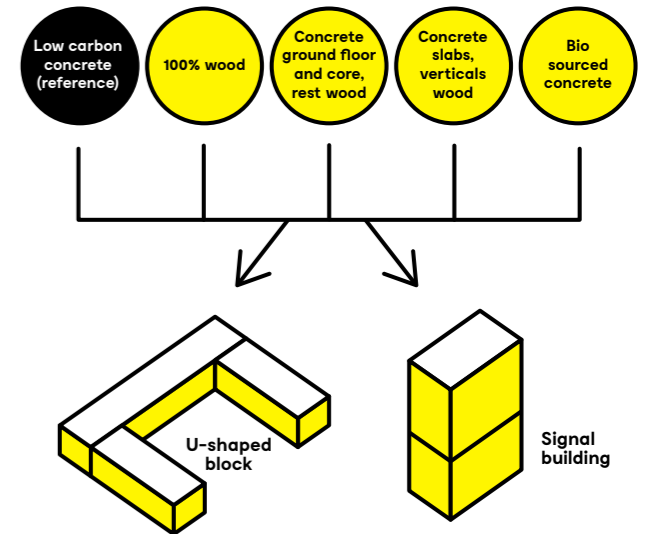 Low carbon
concrete
(reference)
100% wood
Concrete
ground floor
and core,
rest wood
Concrete
slabs,
verticals
wood
Bio
sourced
concrete
U-shaped
block
Signal
building